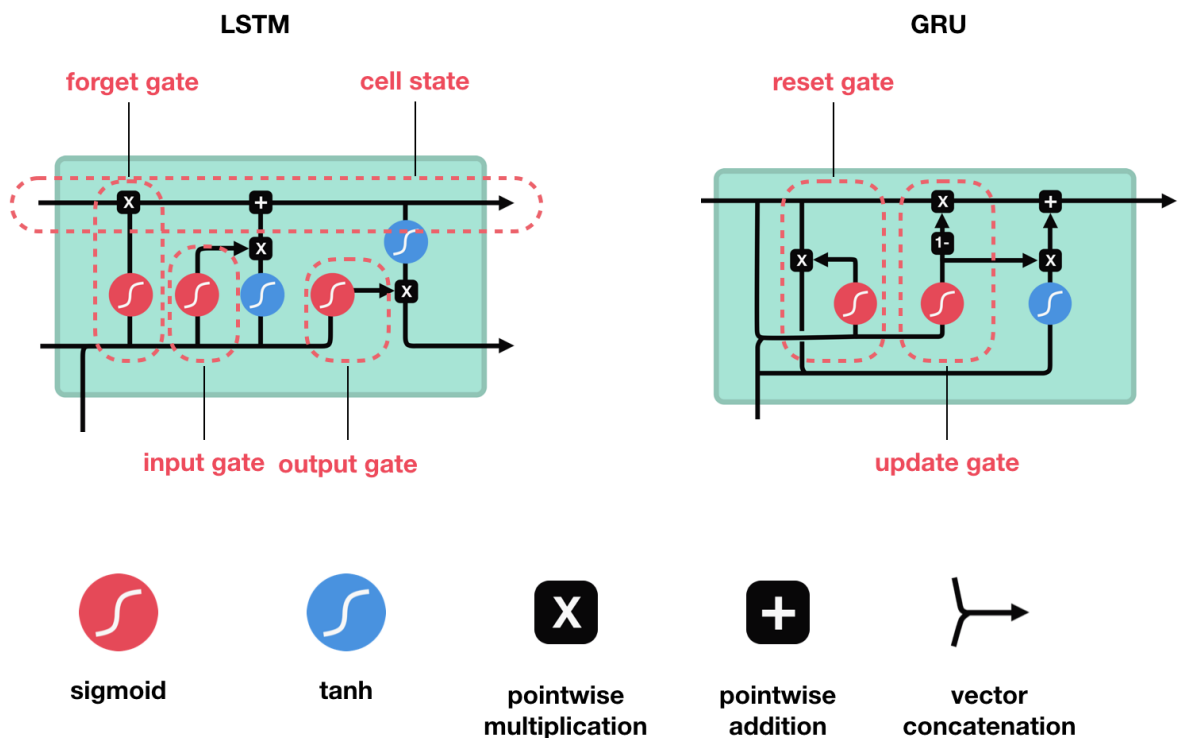 LSTM
GRU
forget gate
cell state
reset gate
X
+
X
X
X
+
1-
X
X
input gate
output gate
update gate
X
+
sigmoid
tanh
pointwise
multiplication
pointwise
addition
vector
concatenation